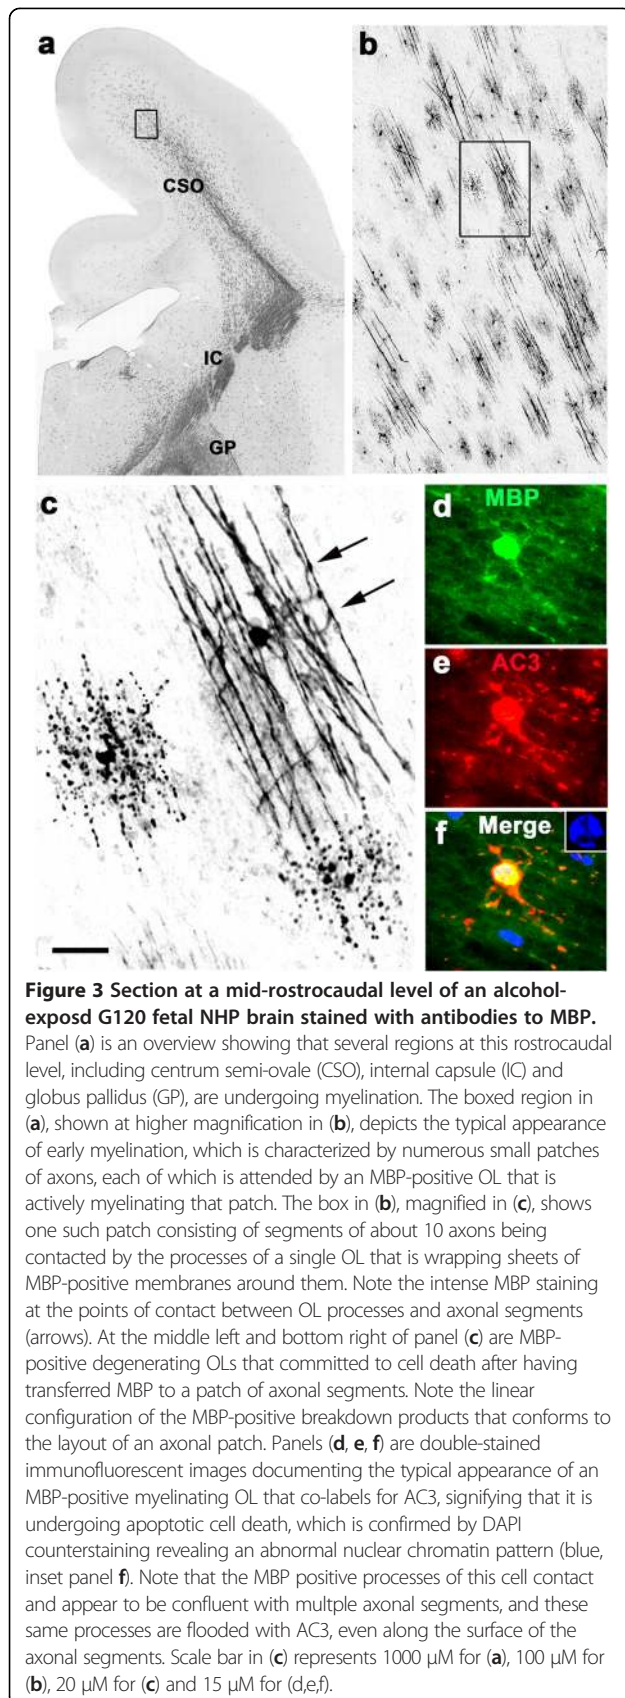 a
b
CSO
IC
GP
c
d
MBP
e
AC3
f
Merge
Figure 3 Section at a mid-rostrocaudal level of an alcohol-
exposd G120 fetal NHP brain stained with antibodies to MBP.
Panel (a) is an overview showing that several regions at this rostrocaudal
level, including centrum semi-ovale (CSO), internal capsule (IC) and
globus pallidus (GP), are undergoing myelination. The boxed region in
(a), shown at higher magnification in (b), depicts the typical appearance
of early myelination, which is characterized by numerous small patches
of axons, each of which is attended by an MBP-positive OL that is
actively myelinating that patch. The box in (b), magnified in (c), shows
one such patch consisting of segments of about 10 axons being
contacted by the processes of a single OL that is wrapping sheets of
MBP-positive membranes around them. Note the intense MBP staining
at the points of contact between OL processes and axonal segments
(arrows). At the middle left and bottom right of panel (c) are MBP-
positive degenerating OLs that committed to cell death after having
transferred MBP to a patch of axonal segments. Note the linear
configuration of the MBP-positive breakdown products that conforms to
the layout of an axonal patch. Panels (d, e, f) are double-stained
immunofluorescent images documenting the typical appearance of an
MBP-positive myelinating OL that co-labels for AC3, signifying that it is
undergoing apoptotic cell death, which is confirmed by DAPI
counterstaining revealing an abnormal nuclear chromatin pattern (blue,
inset panel f). Note that the MBP positive processes of this cell contact
and appear to be confluent with multple axonal segments, and these
same processes are flooded with AC3, even along the surface of the
axonal segments. Scale bar in (c) represents 1000 μM for (a), 100 μM for
(b), 20 μM for (c) and 15 μM for (d,e,f).